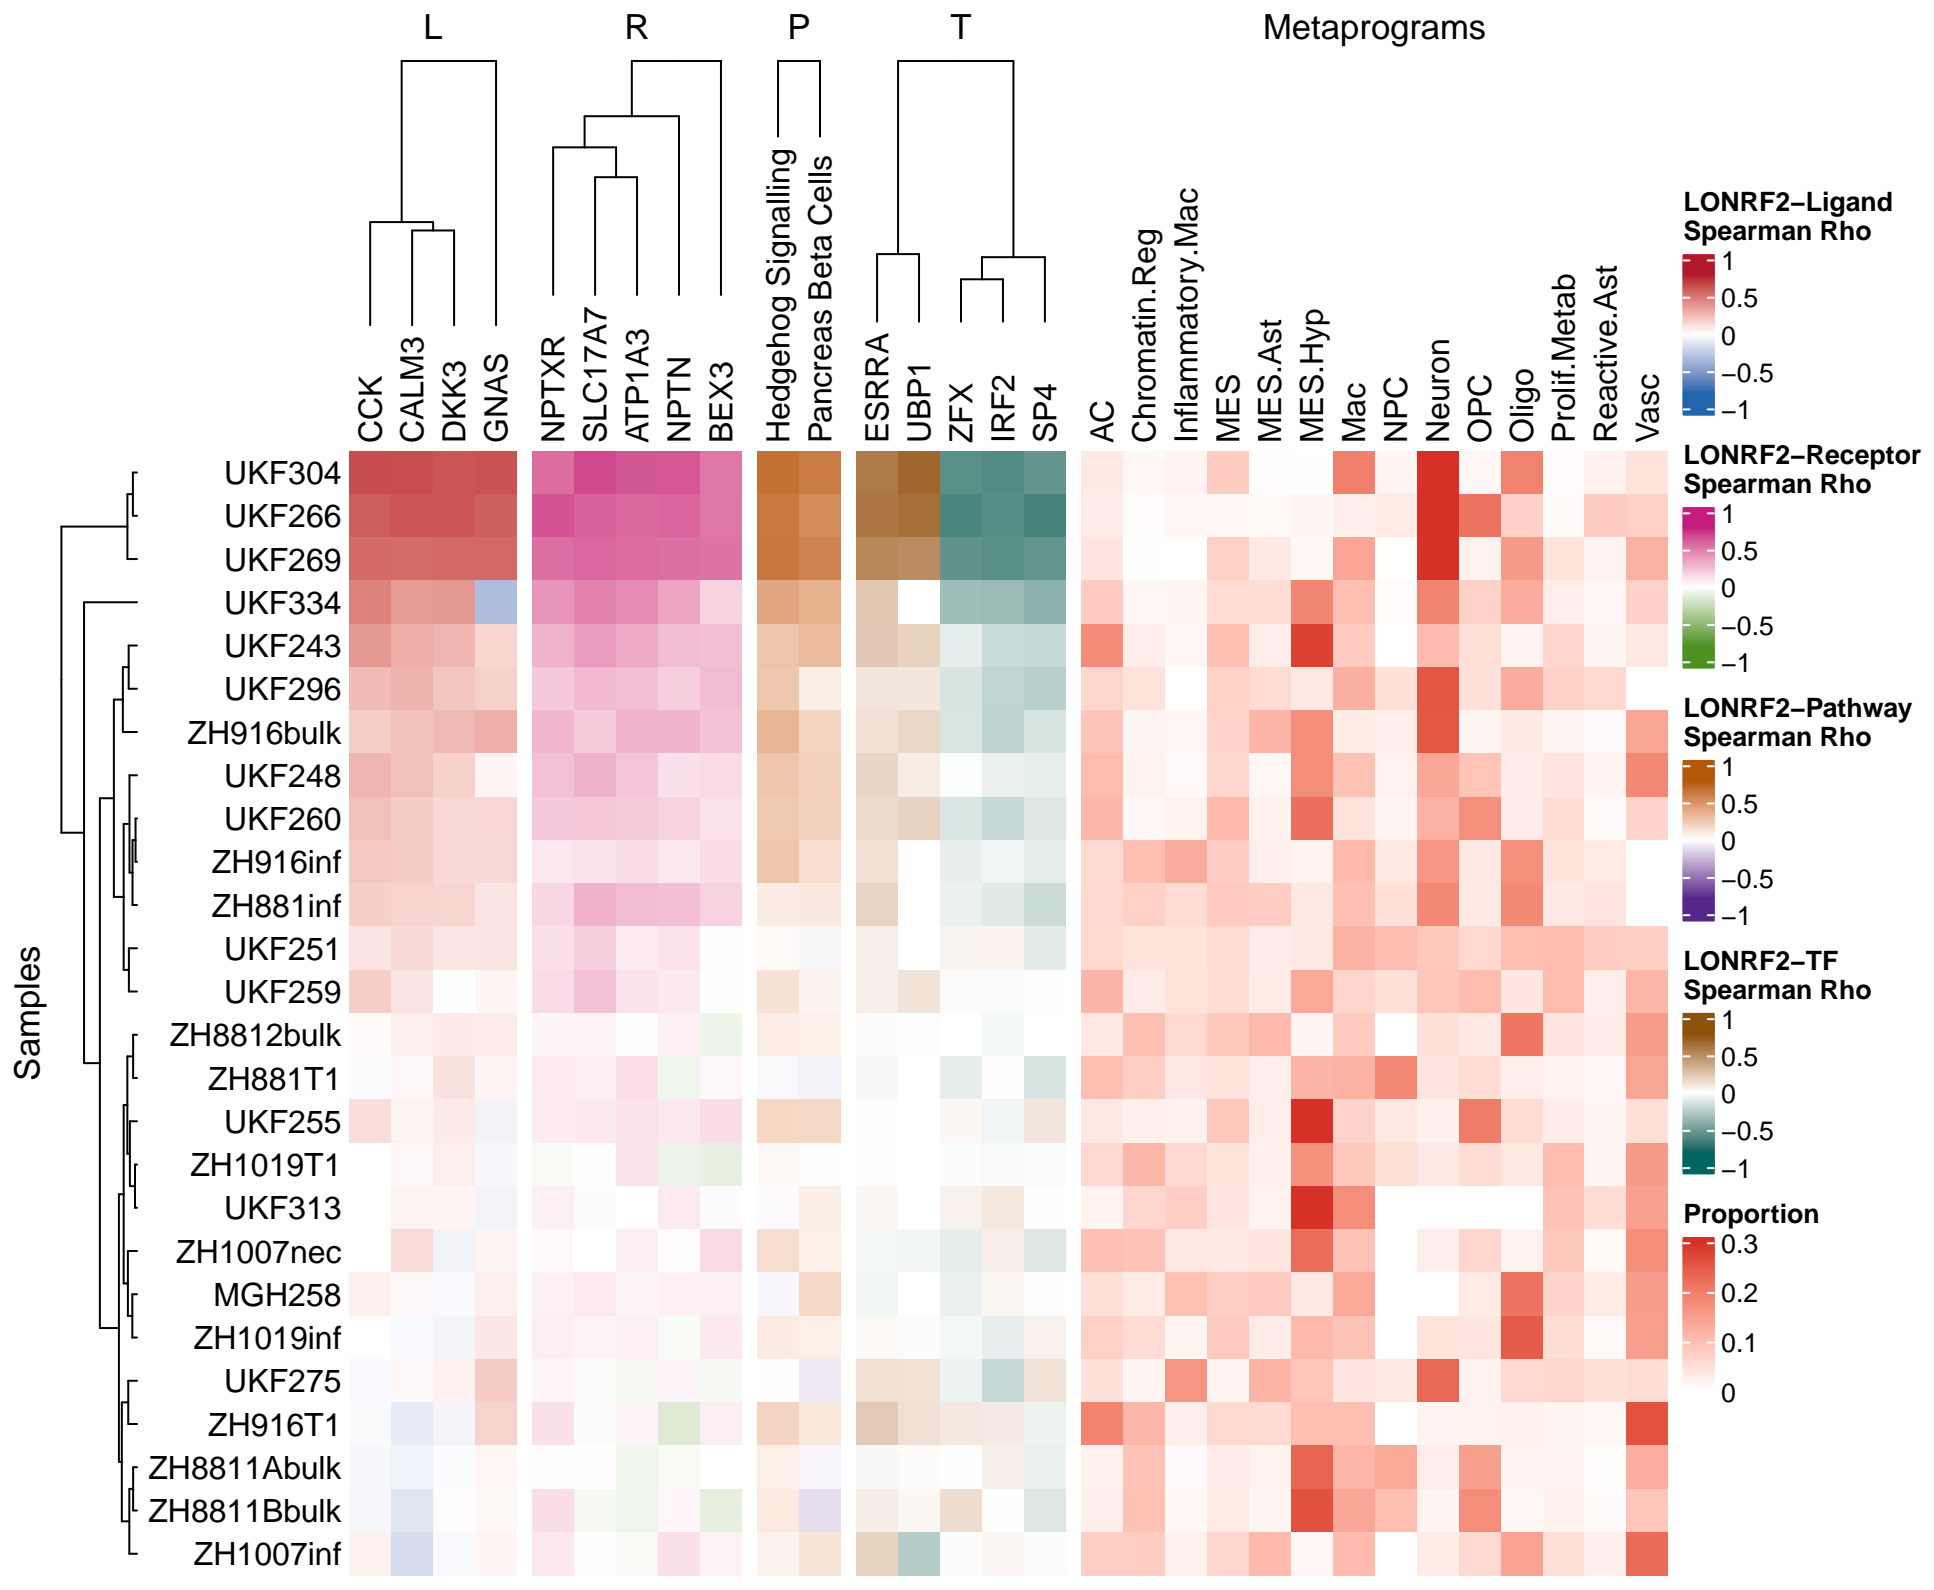 L R P T Metaprograms
CCK
CALM3
DKK3
GNAS
NPTXR
SLC17A7
ATP1A3
NPTN
BEX3
Hedgehog Signalling
Pancreas Beta Cells
ESRRA
UBP1
ZFX
IRF2
SP4
AC
Chromatin.Reg
Inflammatory.Mac
MES
MES.Ast
MES.Hyp
Mac
NPC
Neuron
OPC
Oligo
Prolif.Metab
Reactive.Ast
Vasc
Samples
UKF304
UKF266
UKF269
UKF334
UKF243
UKF296
ZH916bulk
UKF248
UKF260
ZH916inf
ZH881inf
UKF251
UKF259
ZH8812bulk
ZH881T1
UKF255
ZH1019T1
UKF313
ZH1007nec
MGH258
ZH1019inf
UKF275
ZH916T1
ZH8811Abulk
ZH8811Bbulk
ZH1007inf
LONRF2−Ligand
Spearman Rho
1
0.5
0
−0.5
−1
LONRF2−Receptor
Spearman Rho
1
0.5
0
−0.5
−1
LONRF2−Pathway
Spearman Rho
1
0.5
0
−0.5
−1
LONRF2−TF
Spearman Rho
1
0.5
0
−0.5
−1
Proportion
0.3
0.2
0.1
0